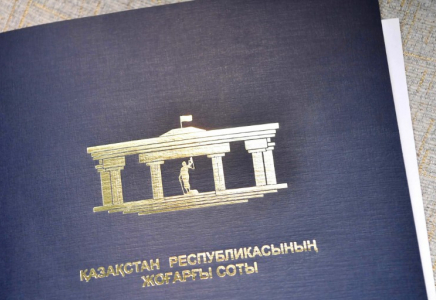 ҚАЗАҚСТАН РЕСПУБЛИКАСЫНЫҢ
ЖОҒАРҒЫ СОТЫ